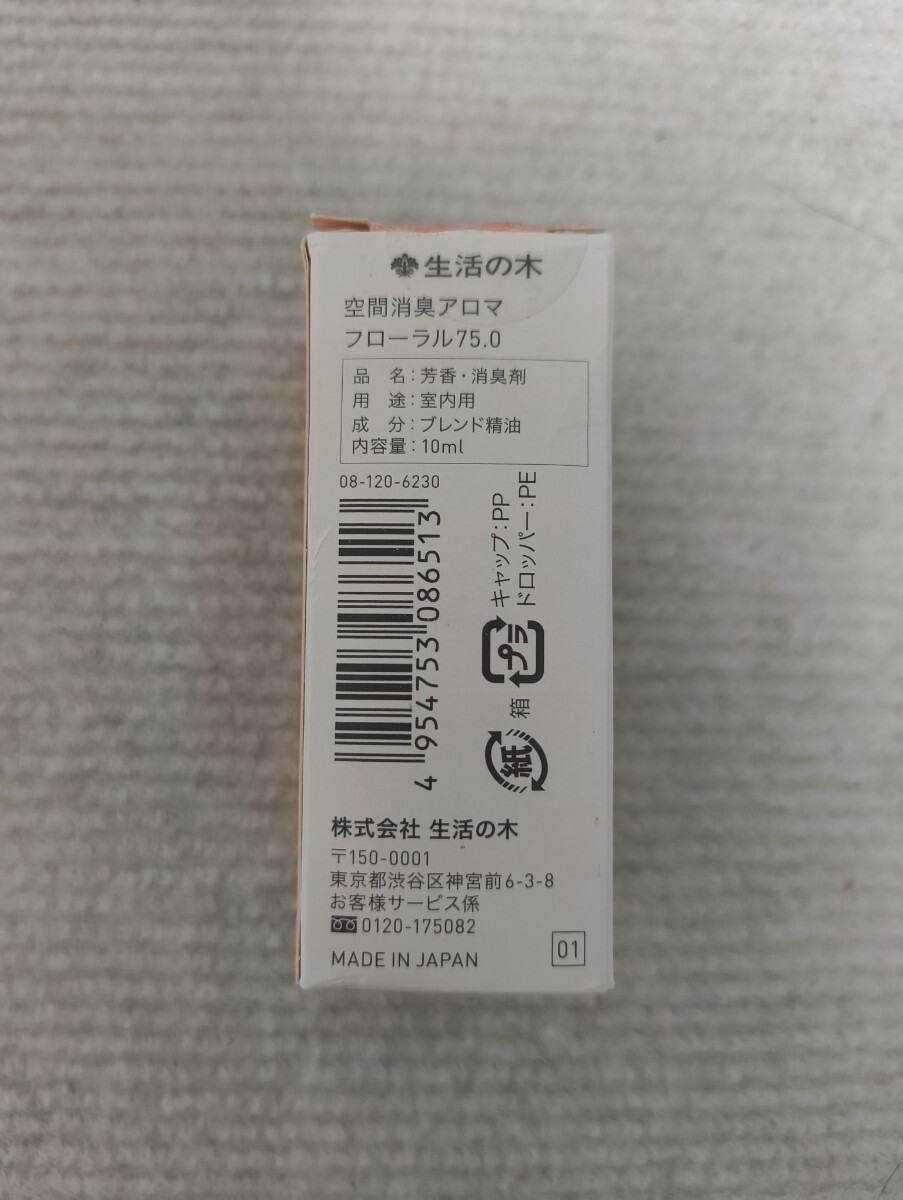 生活の木
空間消臭アロマ
フローラル75.0
品　名：芳香・消臭剤
用　途：室内用
成　分：ブレンド精油
内容量：10ml
08-120-6230
4 954753 086513
キャップ：PP
ドロッパー：PE
プラ
箱
紙
株式会社 生活の木
〒150-0001
東京都渋谷区神宮前6-3-8
お客様サービス係
0120-175082
MADE IN JAPAN
01